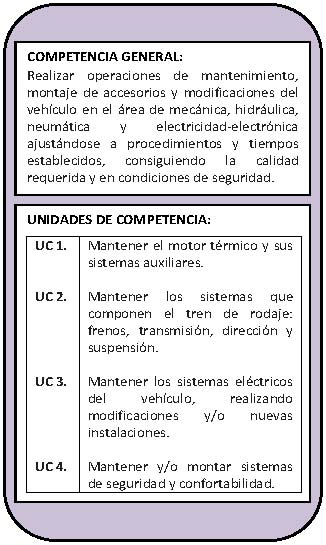 COMPETENCIA GENERAL:
Realizar operaciones de mantenimiento,
montaje de accesorios y modificaciones del
vehículo en el área de mecánica, hidráulica,
neumática y electricidad-electrónica
ajustándose a procedimientos y tiempos
establecidos, consiguiendo la calidad
requerida y en condiciones de seguridad.
UNIDADES DE COMPETENCIA:
UC 1. Mantener el motor térmico y sus
sistemas auxiliares.
UC 2. Mantener los sistemas que
componen el tren de rodaje:
frenos, transmisión, dirección y
suspensión.
UC 3. Mantener los sistemas eléctricos
del vehículo, realizando
modificaciones y/o nuevas
instalaciones.
UC 4. Mantener y/o montar sistemas
de seguridad y confortabilidad.